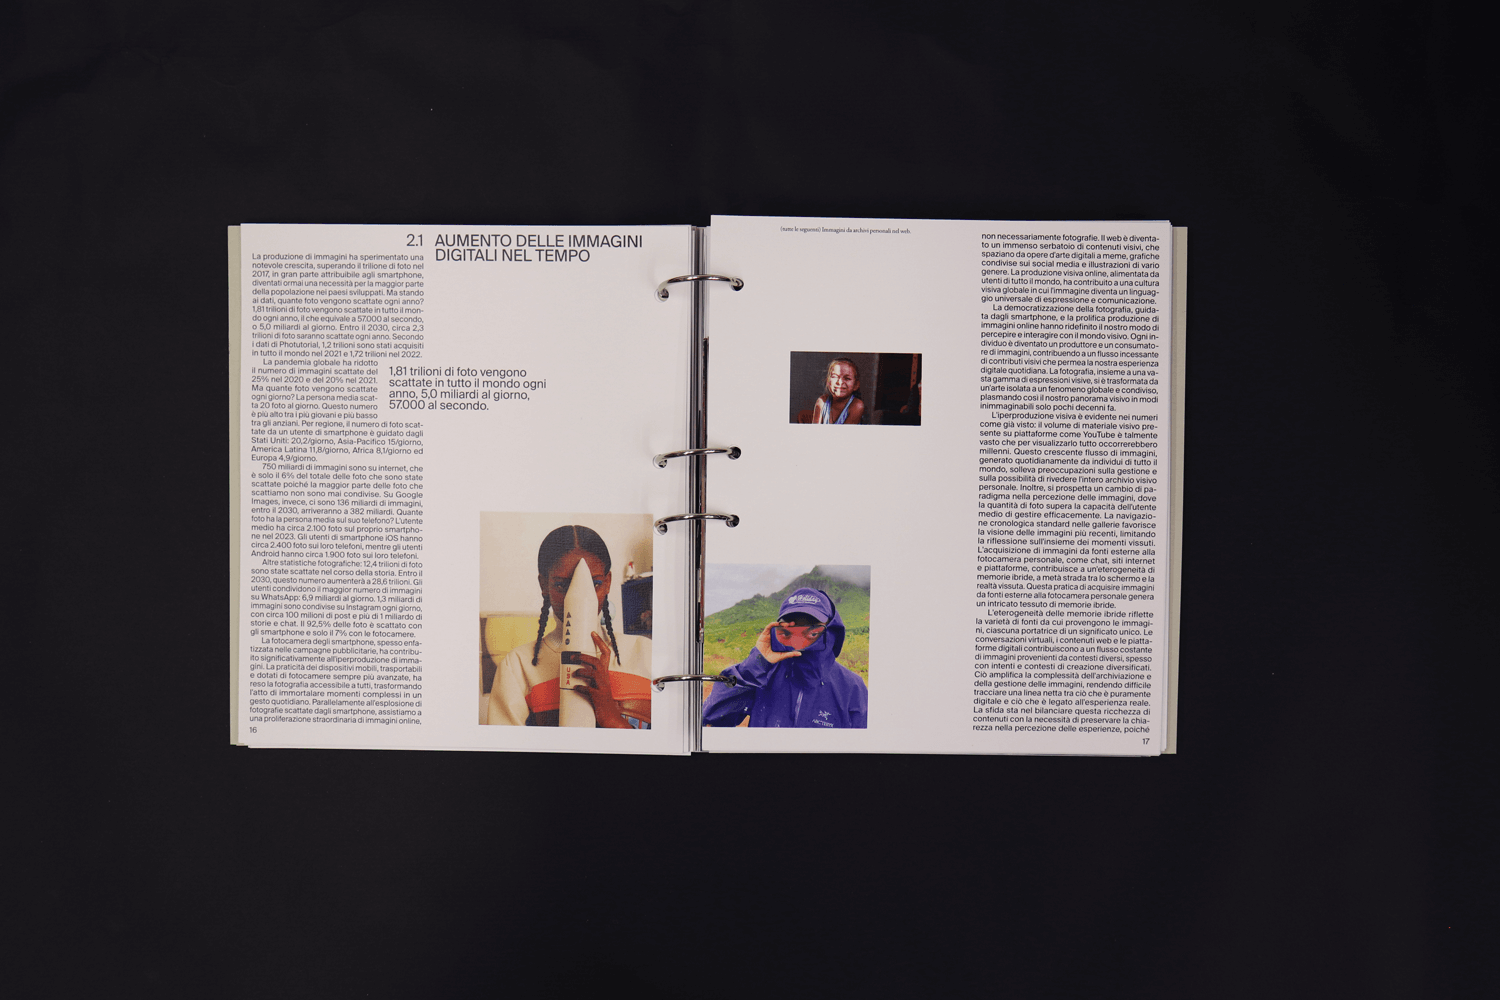 2.1 AUMENTO DELLE IMMAGINI
DIGITALI NEL TEMPO
La produzione di immagini ha sperimentato una
notevole crescita, superando il trilione di foto nel
2017, in gran parte attribuibile agli smartphone,
diventati ormai una necessità per la maggior parte
della popolazione nei paesi sviluppati. Ma stando
ai dati, quante foto vengono scattate ogni anno?
1,81 trilioni di foto vengono scattate in tutto il mon-
do ogni anno, il che equivale a 57.000 al secondo,
o 5,0 miliardi al giorno. Entro il 2030, circa 2,3
trilioni di foto saranno scattate ogni anno. Secondo
i dati di Photutorial, 1,2 trilioni sono stati acquisiti
in tutto il mondo nel 2021 e 1,72 trilioni nel 2022.
La pandemia globale ha ridotto
il numero di immagini scattate del
25% nel 2020 e del 20% nel 2021.
Ma quante foto vengono scattate
ogni giorno? La persona media scat-
ta 20 foto al giorno. Questo numero
è più alto tra i più giovani e più basso
tra gli anziani. Per regione, il numero di foto scat-
tate da un utente di smartphone è guidato dagli
Stati Uniti: 20,2/giorno, Asia-Pacifico 15/giorno,
America Latina 11,8/giorno, Africa 8,1/giorno ed
Europa 4,9/giorno.
750 miliardi di immagini sono su internet, che
è solo il 6% del totale delle foto che sono state
scattate poiché la maggior parte delle foto che
scattiamo non sono mai condivise. Su Google
Images, invece, ci sono 136 miliardi di immagini,
entro il 2030, arriveranno a 382 miliardi. Quante
foto ha la persona media sul suo telefono? L'utente
medio ha circa 2.100 foto sul proprio smartpho-
ne nel 2023. Gli utenti di smartphone iOS hanno
circa 2.400 foto sui loro telefoni, mentre gli utenti
Android hanno circa 1.900 foto sui loro telefoni.
Altre statistiche fotografiche: 12,4 trilioni di foto
sono state scattate nel corso della storia. Entro il
2030, questo numero aumenterà a 28,6 trilioni. Gli
utenti condividono il maggior numero di immagini
su WhatsApp: 6,9 miliardi al giorno. 1,3 miliardi di
immagini sono condivise su Instagram ogni giorno,
con circa 100 milioni di post e più di 1 miliardo di
storie e chat. Il 92,5% delle foto è scattato con
gli smartphone e solo il 7% con le fotocamere.
La fotocamera degli smartphone, spesso enfa-
tizzata nelle campagne pubblicitarie, ha contribu-
ito significativamente all'iperproduzione di imma-
gini. La praticità dei dispositivi mobili, trasportabili
e dotati di fotocamere sempre più avanzate, ha
reso la fotografia accessibile a tutti, trasformando
l'atto di immortalare momenti complessi in un
gesto quotidiano. Parallelamente all'esplosione di
fotografie scattate dagli smartphone, assistiamo a
una proliferazione straordinaria di immagini online,
16
1,81 trilioni di foto vengono
scattate in tutto il mondo ogni
anno, 5,0 miliardi al giorno,
57.000 al secondo.
USBA
(tutte le seguenti) Immagini da archivi personali nel web.
ARC'TERYX
non necessariamente fotografie. Il web è diventa-
to un immenso serbatoio di contenuti visivi, che
spaziano da opere d'arte digitali a meme, grafiche
condivise sui social media e illustrazioni di vario
genere. La produzione visiva online, alimentata da
utenti di tutto il mondo, ha contribuito a una cultura
visiva globale in cui l'immagine diventa un linguag-
gio universale di espressione e comunicazione.
La democratizzazione della fotografia, guida-
ta dagli smartphone, e la prolifica produzione di
immagini online hanno ridefinito il nostro modo di
percepire e interagire con il mondo visivo. Ogni in-
dividuo è diventato un produttore e un consumato-
re di immagini, contribuendo a un flusso incessante
di contributi visivi che permea la nostra esperienza
digitale quotidiana. La fotografia, insieme a una va-
sta gamma di espressioni visive, si è trasformata da
un'arte isolata a un fenomeno globale e condiviso,
plasmando così il nostro panorama visivo in modi
inimmaginabili solo pochi decenni fa.
L'iperproduzione visiva è evidente nei numeri
come già visto: il volume di materiale visivo pre-
sente su piattaforme come YouTube è talmente
vasto che per visualizzarlo tutto occorrerebbero
millenni. Questo crescente flusso di immagini,
generato quotidianamente da individui di tutto il
mondo, solleva preoccupazioni sulla gestione e
sulla possibilità di rivedere l'intero archivio visivo
personale. Inoltre, si prospetta un cambio di pa-
radigma nella percezione delle immagini, dove
la quantità di foto supera la capacità dell'utente
medio di gestire efficacemente. La navigazio-
ne cronologica standard nelle gallerie favorisce
la visione delle immagini più recenti, limitando
la riflessione sull'insieme dei momenti vissuti.
L'acquisizione di immagini da fonti esterne alla
fotocamera personale, come chat, siti internet
e piattaforme, contribuisce a un'eterogeneità di
memorie ibride, a metà strada tra lo schermo e la
realtà vissuta. Questa pratica di acquisire immagini
da fonti esterne alla fotocamera personale genera
un intricato tessuto di memorie ibride.
L'eterogeneità delle memorie ibride riflette
la varietà di fonti da cui provengono le immagi-
ni, ciascuna portatrice di un significato unico. Le
conversazioni virtuali, i contenuti web e le piatta-
forme digitali contribuiscono a un flusso costante
di immagini provenienti da contesti diversi, spesso
con intenti e contesti di creazione diversificati.
Ciò amplifica la complessità dell'archiviazione e
della gestione delle immagini, rendendo difficile
tracciare una linea netta tra ciò che è puramente
digitale e ciò che è legato all'esperienza reale.
La sfida sta nel bilanciare questa ricchezza di
contenuti con la necessità di preservare la chia-
rezza nella percezione delle esperienze, poiché
17